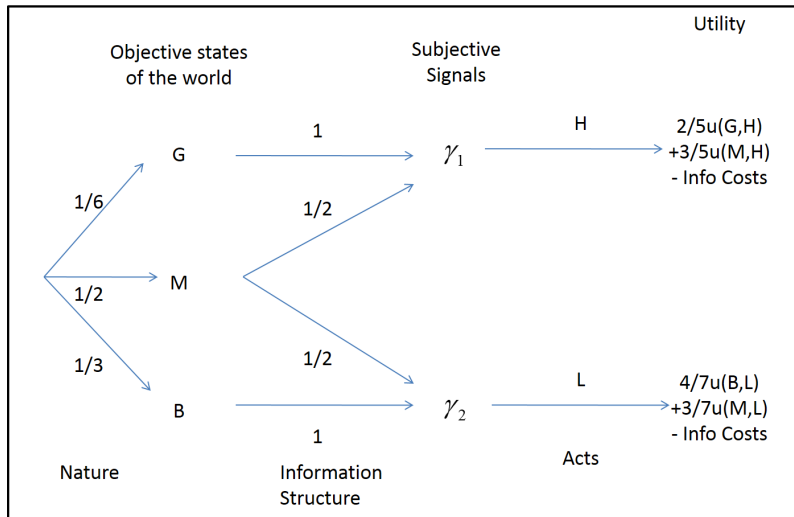 Utility
Objective states
of the world
Subjective
Signals
G
1
γ₁
H
2/5u(G,H)
+3/5u(M,H)
- Info Costs
1/6
1/2
M
1/2
1/2
1/3
B
1
γ₂
L
4/7u(B,L)
+3/7u(M,L)
- Info Costs
Nature
Information
Structure
Acts